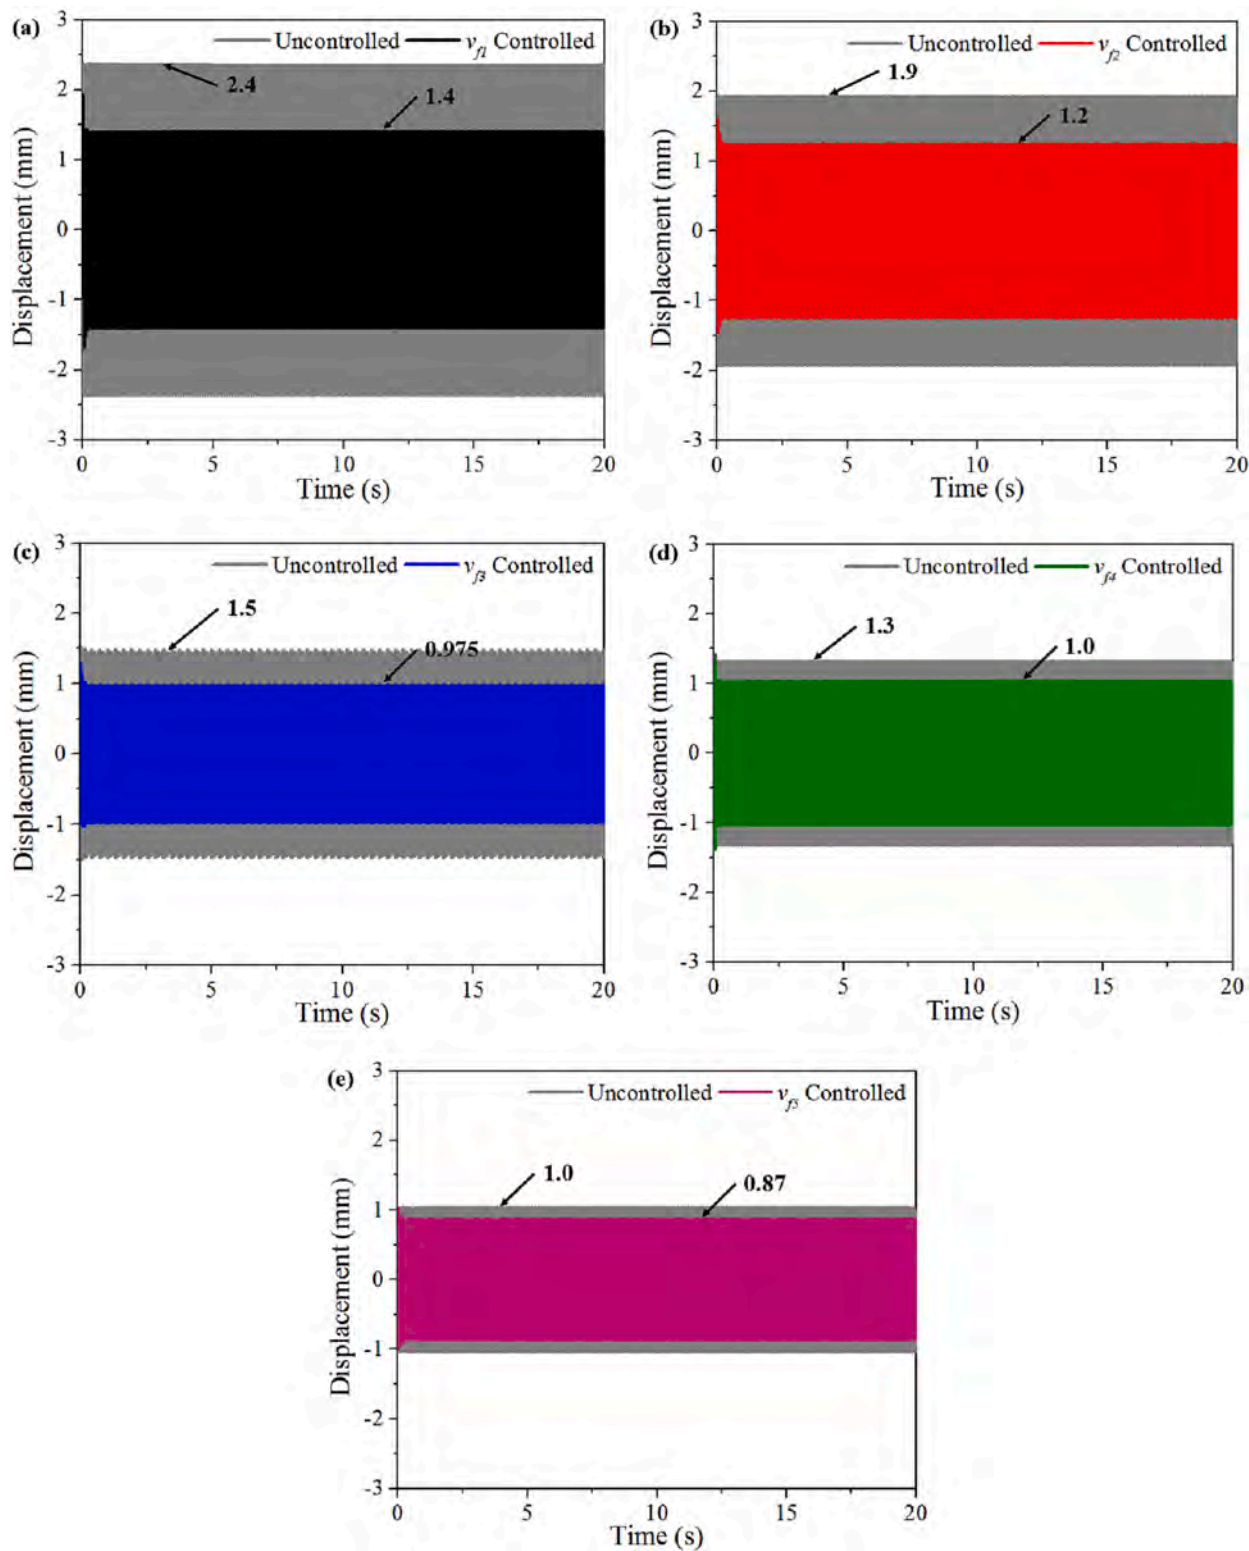 (a)
Uncontrolled v_f1 Controlled
2.4
1.4
Displacement (mm)
3
2
1
0
-1
-2
-3
0 5 10 15 20
Time (s)
(b)
Uncontrolled v_f2 Controlled
1.9
1.2
Displacement (mm)
3
2
1
0
-1
-2
-3
0 5 10 15 20
Time (s)
(c)
Uncontrolled v_f3 Controlled
1.5
0.975
Displacement (mm)
3
2
1
0
-1
-2
-3
0 5 10 15 20
Time (s)
(d)
Uncontrolled v_f4 Controlled
1.3
1.0
Displacement (mm)
3
2
1
0
-1
-2
-3
0 5 10 15 20
Time (s)
(e)
Uncontrolled v_f5 Controlled
1.0
0.87
Displacement (mm)
3
2
1
0
-1
-2
-3
0 5 10 15 20
Time (s)